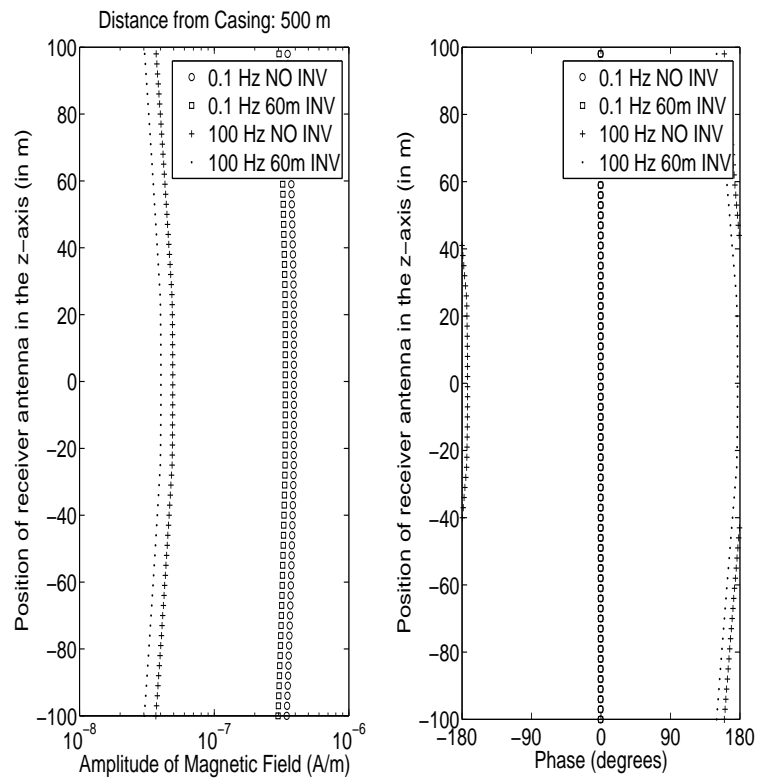 Distance from Casing: 500 m
Position of receiver antenna in the z−axis (in m)
100
80
60
40
20
0
−20
−40
−60
−80
−100
0.1 Hz NO INV
0.1 Hz 60m INV
100 Hz NO INV
100 Hz 60m INV
10^−8
10^−7
10^−6
Amplitude of Magnetic Field (A/m)
Position of receiver antenna in the z−axis (in m)
100
80
60
40
20
0
−20
−40
−60
−80
−100
0.1 Hz NO INV
0.1 Hz 60m INV
100 Hz NO INV
100 Hz 60m INV
−180
−90
0
90
180
Phase (degrees)